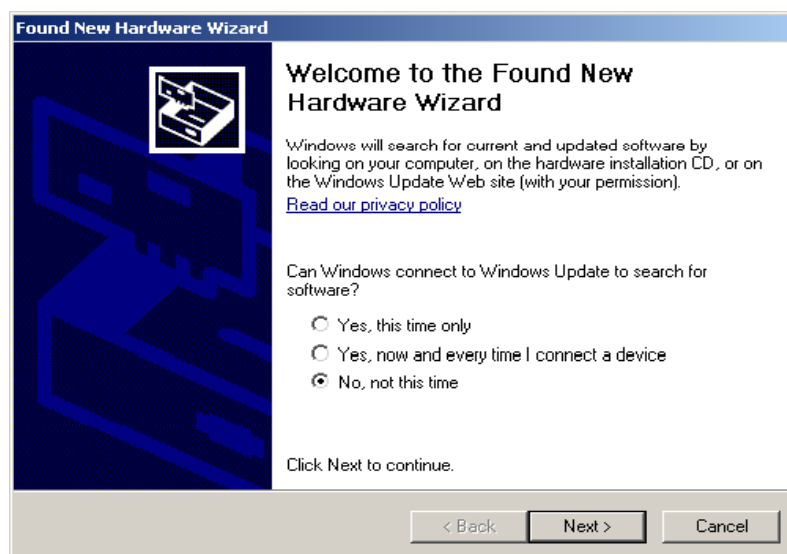 Found New Hardware Wizard
Welcome to the Found New
Hardware Wizard
Windows will search for current and updated software by
looking on your computer, on the hardware installation CD, or on
the Windows Update Web site (with your permission).
Read our privacy policy
Can Windows connect to Windows Update to search for
software?
Yes, this time only
Yes, now and every time I connect a device
No, not this time
Click Next to continue.
< Back
Next >
Cancel